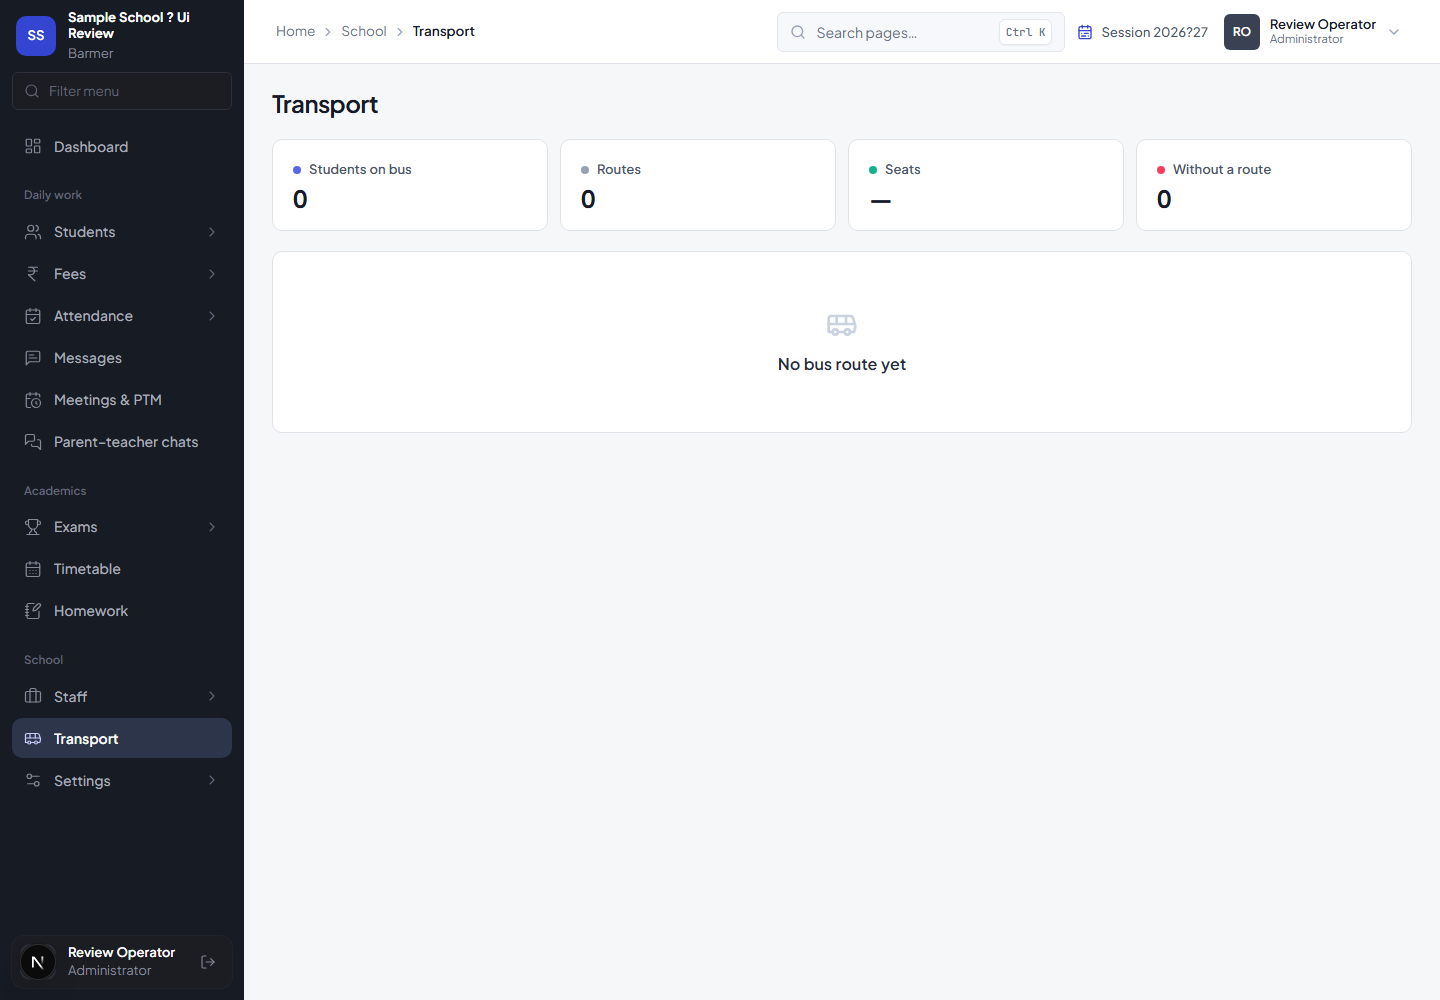 SS
Sample School ? Ui
Review
Barmer
Filter menu
Dashboard
Daily work
Students
Fees
Attendance
Messages
Meetings & PTM
Parent–teacher chats
Academics
Exams
Timetable
Homework
School
Staff
Transport
Settings
N
Review Operator
Administrator
Home > School > Transport
Search pages... Ctrl K
Session 2026?27
RO
Review Operator
Administrator
Transport
Students on bus
0
Routes
0
Seats
—
Without a route
0
No bus route yet